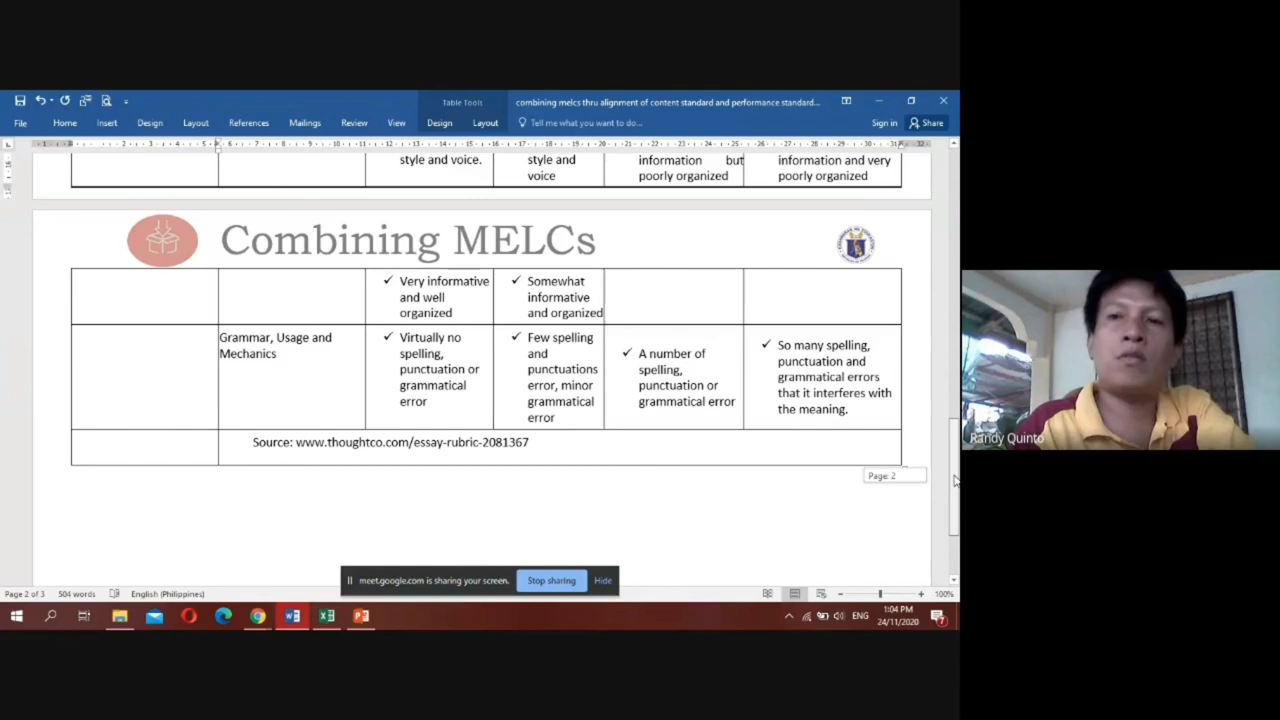 Table Tools
combining melcs thru alignment of content standard and performance standard...
File Home Insert Design Layout References Mailings Review View Design Layout Tell me what you want to do... Sign in Share
style and voice.
style and
voice
information but
poorly organized
information and very
poorly organized
Combining MELCs
✓ Very informative
and well
organized
✓ Somewhat
informative
and organized
Grammar, Usage and
Mechanics
✓ Virtually no
spelling,
punctuation or
grammatical
error
✓ Few spelling
and
punctuations
error, minor
grammatical
error
✓ A number of
spelling,
punctuation or
grammatical error
✓ So many spelling,
punctuation and
grammatical errors
that it interferes with
the meaning.
Source: www.thoughtco.com/essay-rubric-2081367
Page: 2
meet.google.com is sharing your screen. Stop sharing Hide
Page 2 of 3 504 words English (Philippines) 100%
ENG
1:04 PM
24/11/2020
7
Randy Quinto